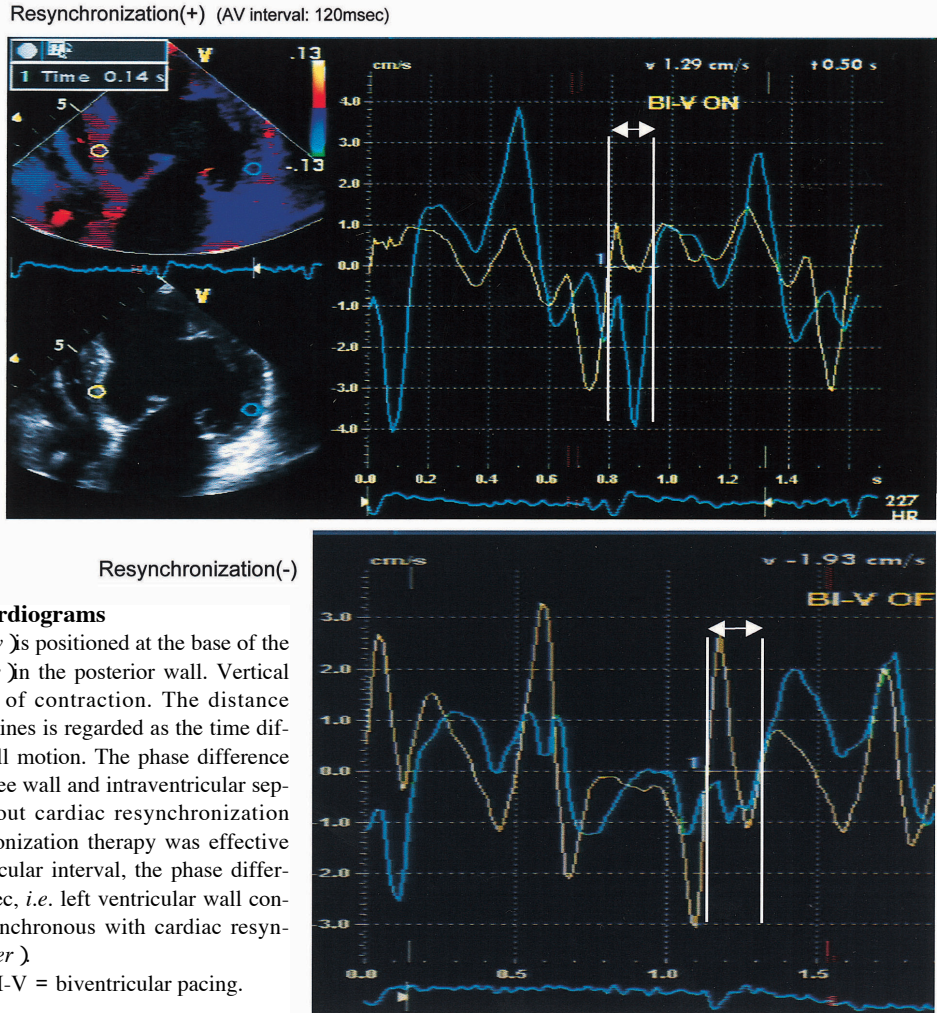 Resynchronization(+) (AV interval: 120msec)
1 Time 0.14 s
V
.13
-.13
5
V
5
cm/s
v 1.29 cm/s
t 0.50 s
BI-V ON
4.0
3.0
2.0
1.0
0.0
-1.0
-2.0
-3.0
-4.0
1
0.0 0.2 0.4 0.6 0.8 1.0 1.2 1.4 s
227
HR
Resynchronization(-)
cm/s
v -1.93 cm/s
BI-V OF
3.0
2.0
1.0
0.0
-1.0
-2.0
-3.0
1
0.0 0.5 1.0 1.5
rdiograms
) is positioned at the base of the
) in the posterior wall. Vertical
of contraction. The distance
ines is regarded as the time dif-
ll motion. The phase difference
ee wall and intraventricular sep-
out cardiac resynchronization
onization therapy was effective
cular interval, the phase differ-
ec, i.e. left ventricular wall con-
nchronous with cardiac resyn-
er )
I-V = biventricular pacing.